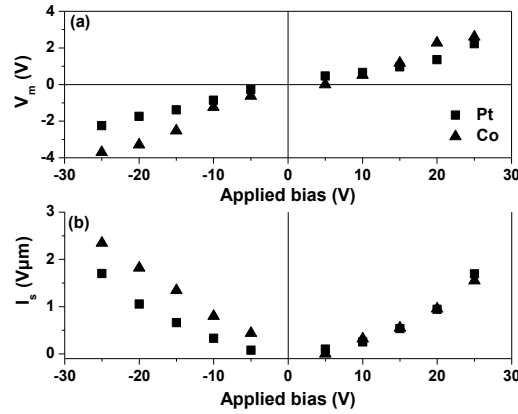 (a)
V_m (V)
4
2
0
-2
-4
Pt
Co
-30 -20 -10 0 10 20 30
Applied bias (V)
(b)
I_s (Vµm)
3
2
1
0
-30 -20 -10 0 10 20 30
Applied bias (V)